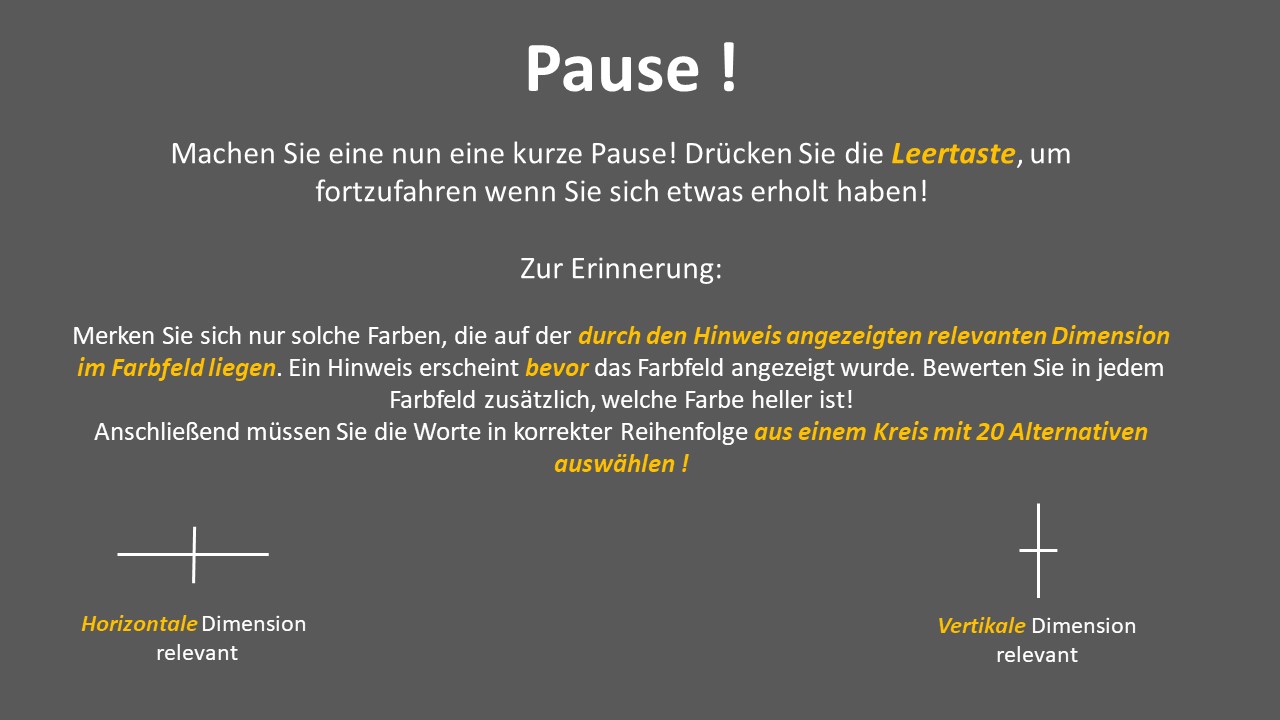 Pause !
Machen Sie eine nun eine kurze Pause! Drücken Sie die Leertaste, um
fortzufahren wenn Sie sich etwas erholt haben!
Zur Erinnerung:
Merken Sie sich nur solche Farben, die auf der durch den Hinweis angezeigten relevanten Dimension
im Farbfeld liegen. Ein Hinweis erscheint bevor das Farbfeld angezeigt wurde. Bewerten Sie in jedem
Farbfeld zusätzlich, welche Farbe heller ist!
Anschließend müssen Sie die Worte in korrekter Reihenfolge aus einem Kreis mit 20 Alternativen
auswählen !
Horizontale Dimension
relevant
Vertikale Dimension
relevant